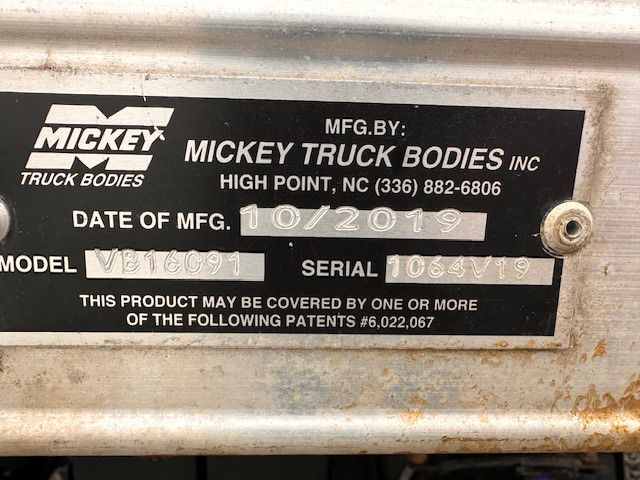 MICKEY
TRUCK BODIES
MFG.BY:
MICKEY TRUCK BODIES INC
HIGH POINT, NC (336) 882-6806
DATE OF MFG. 10/2019
MODEL VB16091 SERIAL 1064V19
THIS PRODUCT MAY BE COVERED BY ONE OR MORE
OF THE FOLLOWING PATENTS #6,022,067